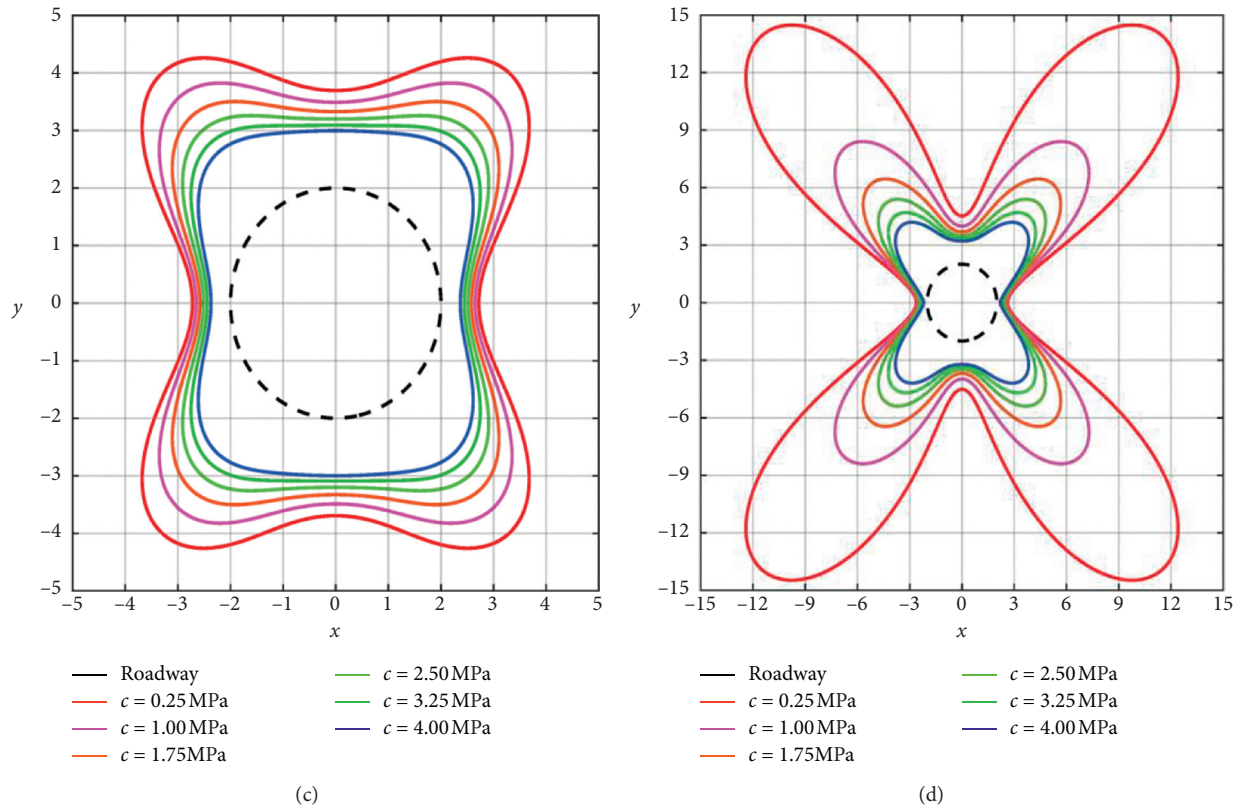 5
4
3
2
1
y 0
–1
–2
–3
–4
–5
–5 –4 –3 –2 –1 0 1 2 3 4 5
x
Roadway
c = 0.25 MPa
c = 1.00 MPa
c = 1.75MPa
c = 2.50 MPa
c = 3.25 MPa
c = 4.00 MPa
(c)
15
12
9
6
3
y 0
–3
–6
–9
–12
–15
–15 –12 –9 –6 –3 0 3 6 9 12 15
x
Roadway
c = 0.25 MPa
c = 1.00 MPa
c = 1.75 MPa
c = 2.50 MPa
c = 3.25 MPa
c = 4.00 MPa
(d)